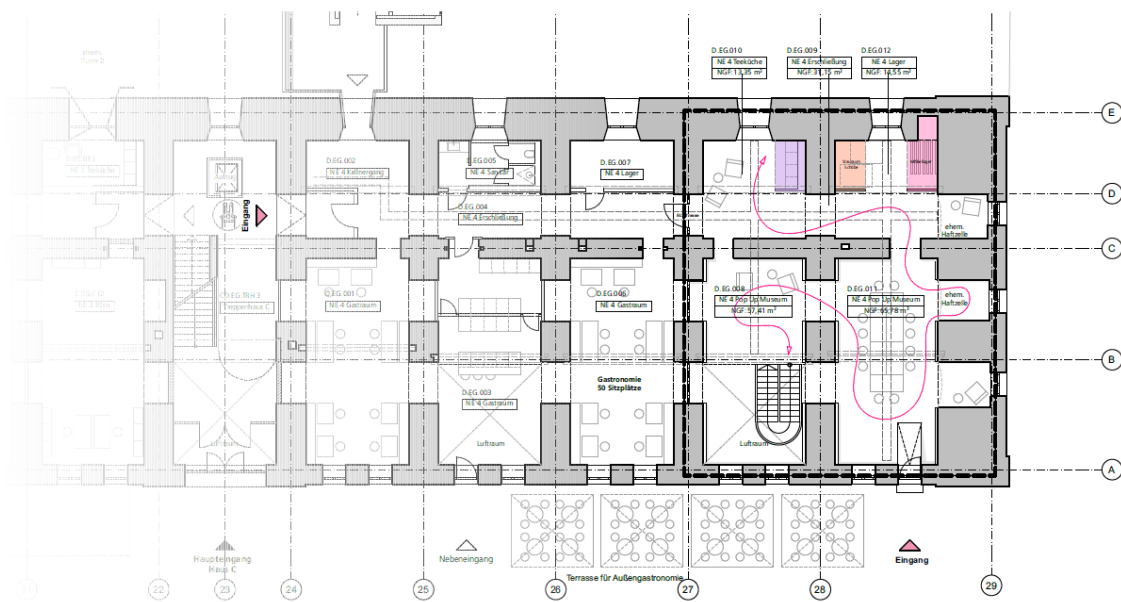 D.EG.010
NE 4 Teeküche
NGF: 13,35 m²
D.EG.009
NE 4 Erschließung
NGF: 31,15 m²
D.EG.012
NE 4 Lager
ehem.
E
D.EG.002
NE 4 Kellnergang
D.EG.005
NE 4 Sanitär
D.EG.007
NE 4 Lager
D
D.EG.004
NE 4 Erschließung
Eingang
ehem.
Haftzelle
C
D.EG.TRH 3
Treppenhaus C
D.EG.001
NE 4 Gastraum
D.EG.006
NE 4 Gastraum
D.EG.008
NE 4 Pop Up Museum
NGF: 57,41 m²
D.EG.011
NE 4 Pop Up Museum
NGF: 65,78 m²
ehem.
Haftzelle
B
Gastronomie
50 Sitzplätze
D.EG.003
NE 4 Gastraum
Luftraum
Luftraum
Luftraum
A
Haupteingang
Haus C
Nebeneingang
Eingang
Terrasse für Außengastronomie
21
22
23
24
25
26
27
28
29